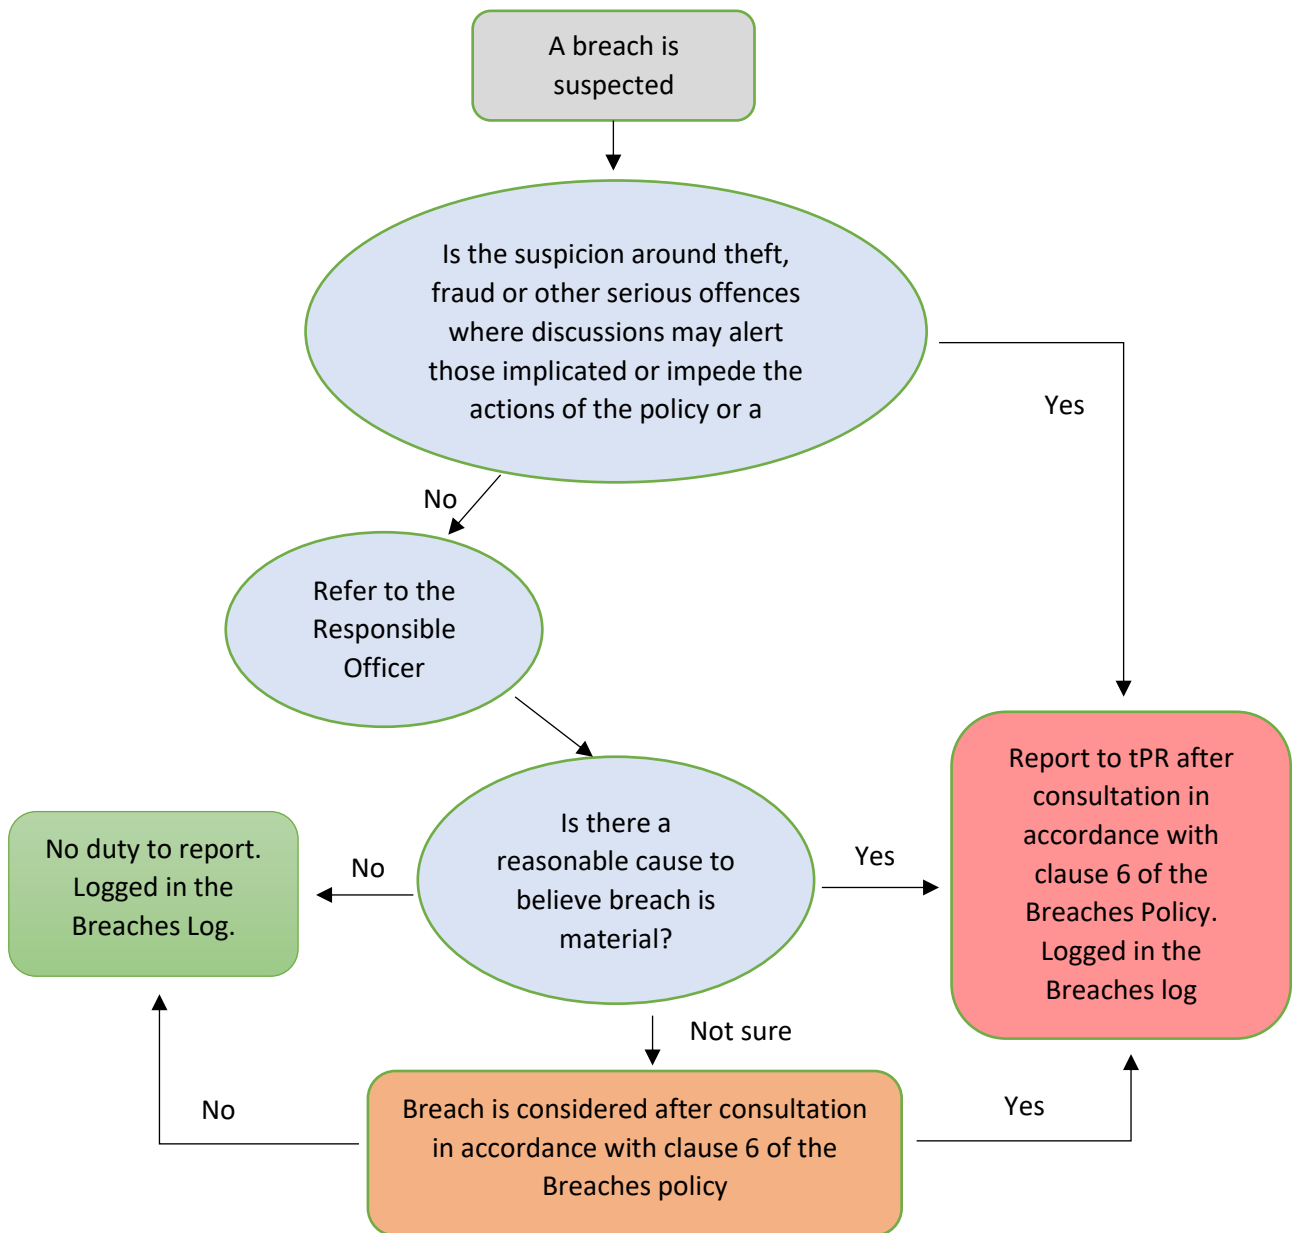 A breach is
suspected
Is the suspicion around theft,
fraud or other serious offences
where discussions may alert
those implicated or impede the
actions of the policy or a
Yes
No
Refer to the
Responsible
Officer
Report to tPR after
consultation in
accordance with
clause 6 of the
Breaches Policy.
Logged in the
Breaches log
Is there a
reasonable cause to
believe breach is
material?
No
Yes
No duty to report.
Logged in the
Breaches Log.
Not sure
Breach is considered after consultation
in accordance with clause 6 of the
Breaches policy
No
Yes